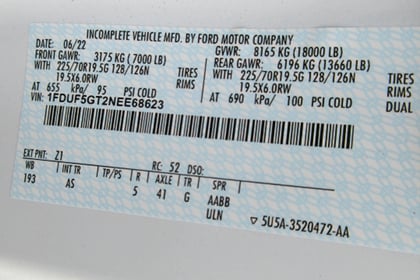 INCOMPLETE VEHICLE MFD. BY FORD MOTOR COMPANY
DATE: 06/22 GVWR: 8165 KG (18000 LB)
FRONT GAWR: 3175 KG ( 7000 LB) REAR GAWR: 6196 KG (13660 LB)
WITH 225/70R19.5G 128/126N TIRES WITH 225/70R19.5G 128/126N TIRES
19.5X6.0RW RIMS 19.5X6.0RW RIMS
AT 655 kPa/ 95 PSI COLD AT 690 kPa/ 100 PSI COLD DUAL
VIN: 1FDUF5GT2NEE68623
EXT PNT: Z1 RC: 52 DSO:
WB INT TR TP/PS R AXLE TR SPR
193 AS 5 41 G AABB
ULN
▽ 5U5A-3520472-AA